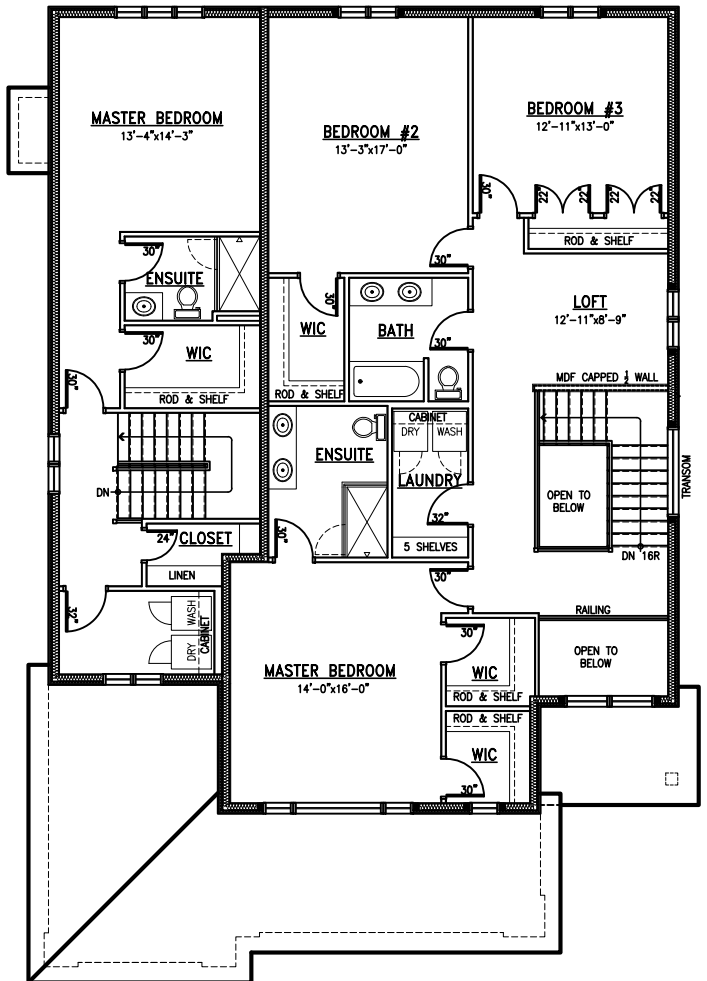 MASTER BEDROOM
13'-4"x14'-3"
BEDROOM #2
13'-3"x17'-0"
BEDROOM #3
12'-11"x13'-0"
30"
22"
22"
22"
22"
ROD & SHELF
30"
ENSUITE
30"
30"
WIC
ROD & SHELF
30"
30"
WIC
ROD & SHELF
BATH
30"
LOFT
12'-11"x8'-9"
MDF CAPPED ½ WALL
TRANSOM
OPEN TO
BELOW
DN 16R
RAILING
OPEN TO
BELOW
CABINET
DRY
WASH
LAUNDRY
32"
5 SHELVES
ENSUITE
30"
DN
24"
CLOSET
LINEN
32"
WASH
DRY
CABINET
MASTER BEDROOM
14'-0"x16'-0"
30"
30"
WIC
ROD & SHELF
ROD & SHELF
WIC
30"